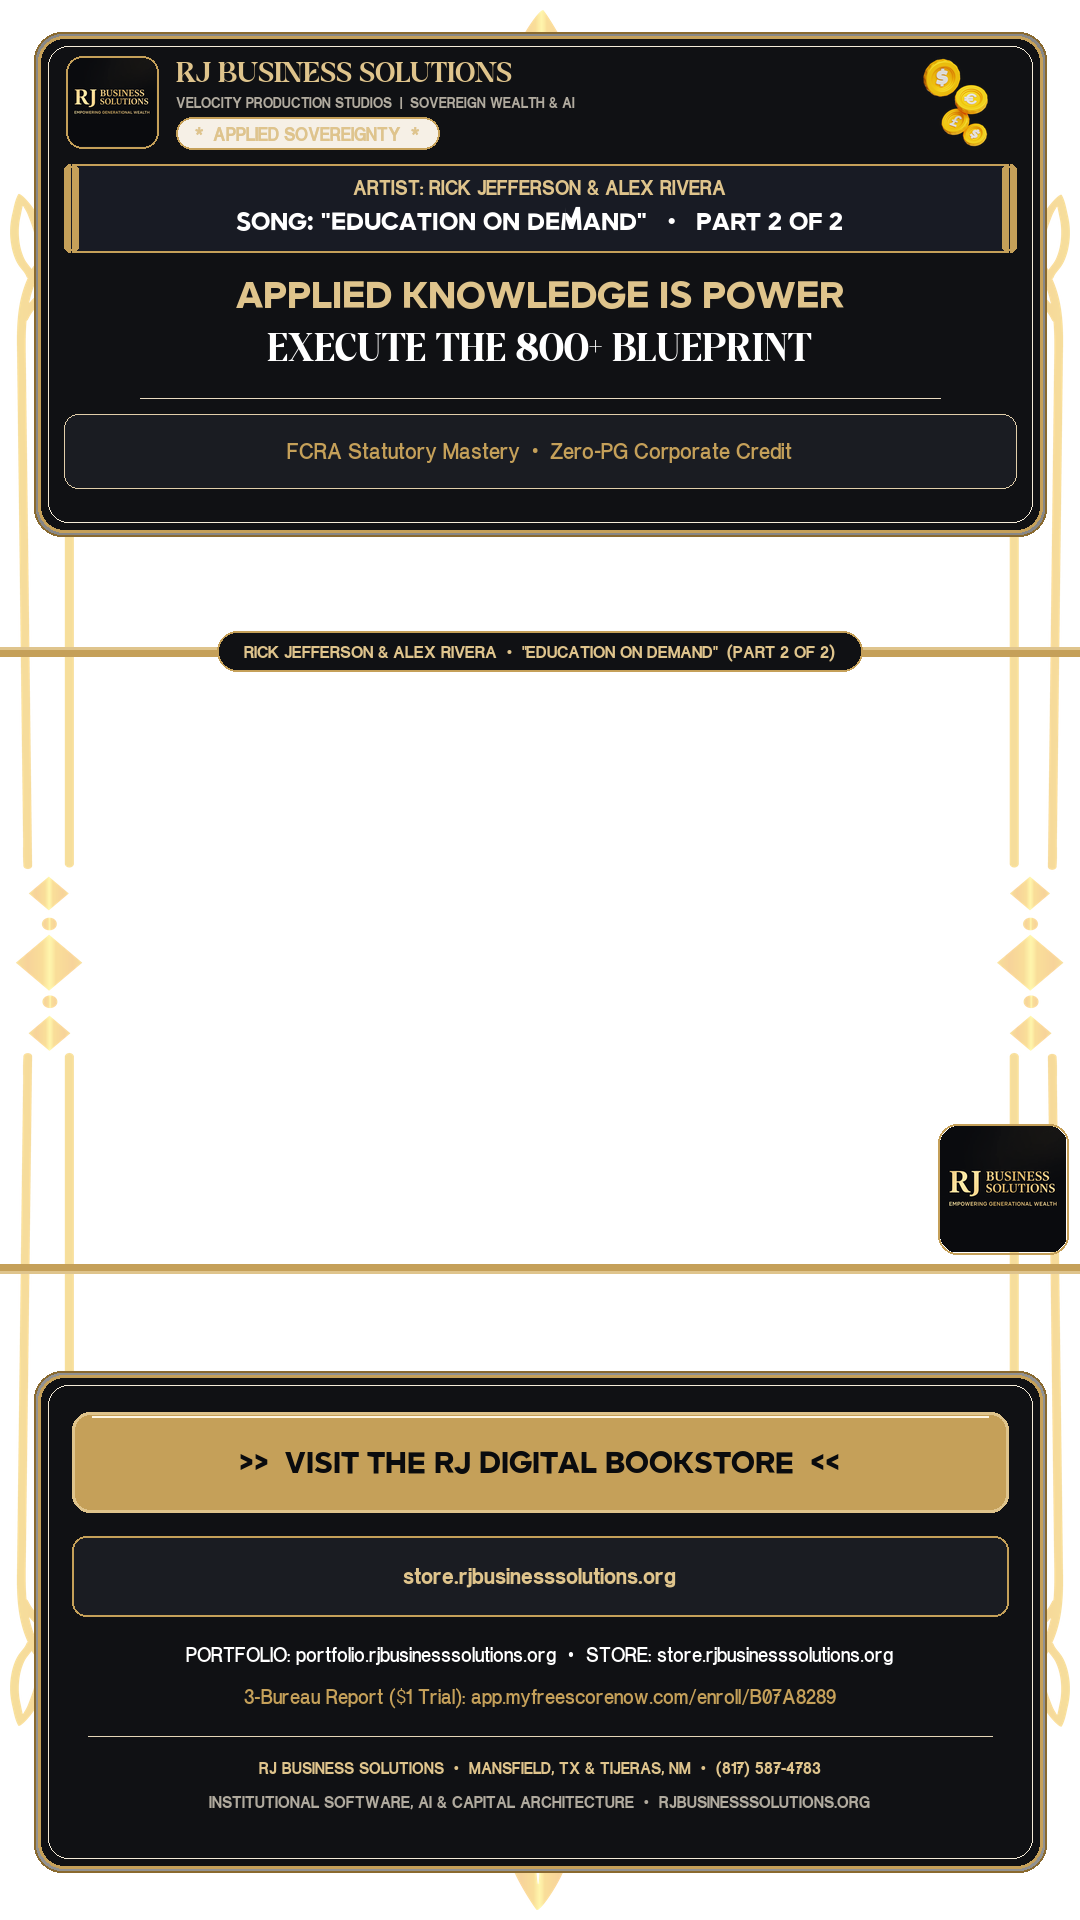 RJ BUSINESS SOLUTIONS
RJ BUSINESS SOLUTIONS
EMPOWERING GENERATIONAL WEALTH
VELOCITY PRODUCTION STUDIOS | SOVEREIGN WEALTH & AI
* APPLIED SOVEREIGNTY *
ARTIST: RICK JEFFERSON & ALEX RIVERA
SONG: "EDUCATION ON DEMAND" • PART 2 OF 2
APPLIED KNOWLEDGE IS POWER
EXECUTE THE 800+ BLUEPRINT
FCRA Statutory Mastery • Zero-PG Corporate Credit
RICK JEFFERSON & ALEX RIVERA • "EDUCATION ON DEMAND" (PART 2 OF 2)
RJ BUSINESS SOLUTIONS
EMPOWERING GENERATIONAL WEALTH
>> VISIT THE RJ DIGITAL BOOKSTORE <<
store.rjbusinesssolutions.org
PORTFOLIO: portfolio.rjbusinesssolutions.org • STORE: store.rjbusinesssolutions.org
3-Bureau Report ($1 Trial): app.myfreescorenow.com/enroll/B07A8289
RJ BUSINESS SOLUTIONS • MANSFIELD, TX & TIJERAS, NM • (817) 587-4783
INSTITUTIONAL SOFTWARE, AI & CAPITAL ARCHITECTURE • RJBUSINESSSOLUTIONS.ORG